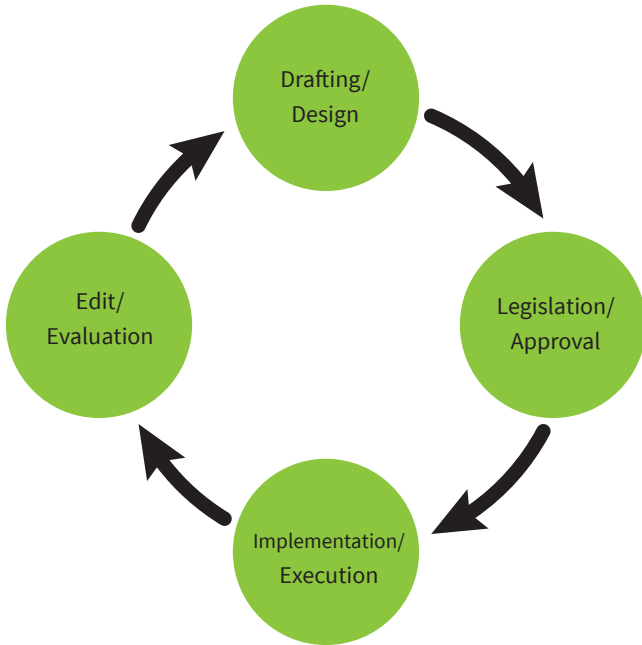 Drafting/
Design
Legislation/
Approval
Implementation/
Execution
Edit/
Evaluation